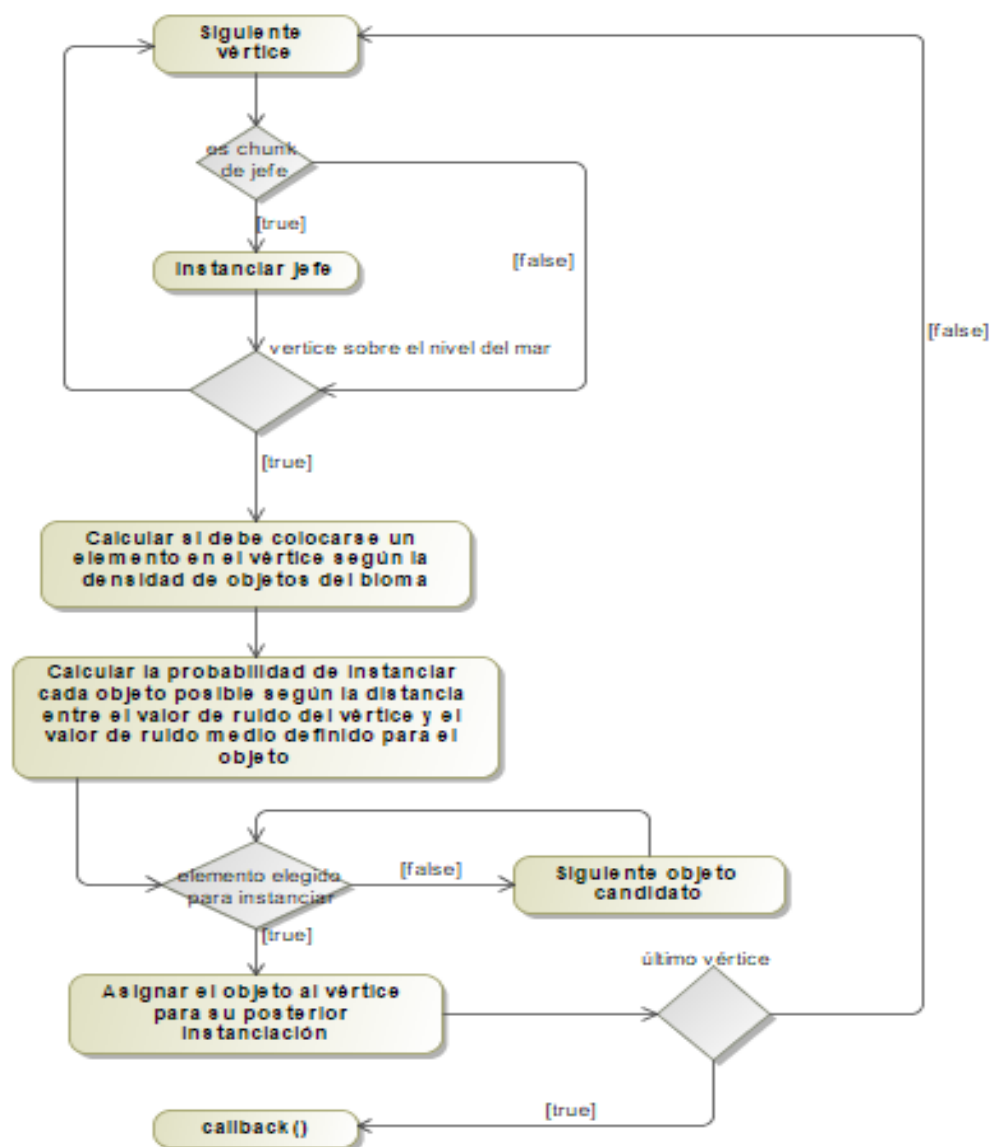 Siguiente
vértice
es chunk
de jefe
[true]
Instanciar jefe
[false]
vertice sobre el nivel del mar
[false]
[true]
Calcular si debe colocarse un
elemento en el vértice según la
densidad de objetos del bioma
Calcular la probabilidad de instanciar
cada objeto posible según la distancia
entre el valor de ruido del vértice y el
valor de ruido medio definido para el
objeto
elemento elegido
para instanciar
[false]
Siguiente objeto
candidato
[true]
Asignar el objeto al vértice
para su posterior
instanciación
último vértice
[true]
callback()